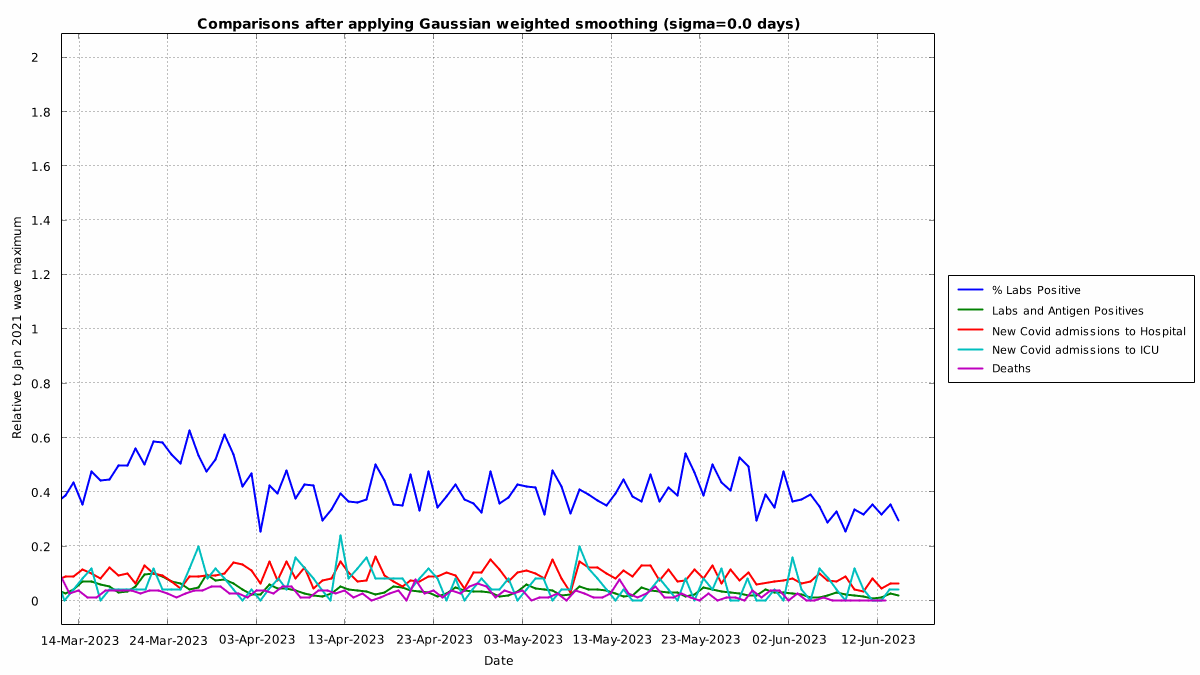 Comparisons after applying Gaussian weighted smoothing (sigma=0.0 days)
Relative to Jan 2021 wave maximum
2
1.8
1.6
1.4
1.2
1
0.8
0.6
0.4
0.2
0
14-Mar-2023 24-Mar-2023 03-Apr-2023 13-Apr-2023 23-Apr-2023 03-May-2023 13-May-2023 23-May-2023 02-Jun-2023 12-Jun-2023
Date
% Labs Positive
Labs and Antigen Positives
New Covid admissions to Hospital
New Covid admissions to ICU
Deaths